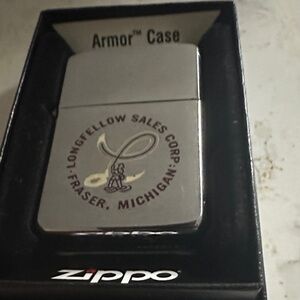 Armor™ Case
·LONGFELLOW SALES CORP.·
FRASER, MICHIGAN
zippo